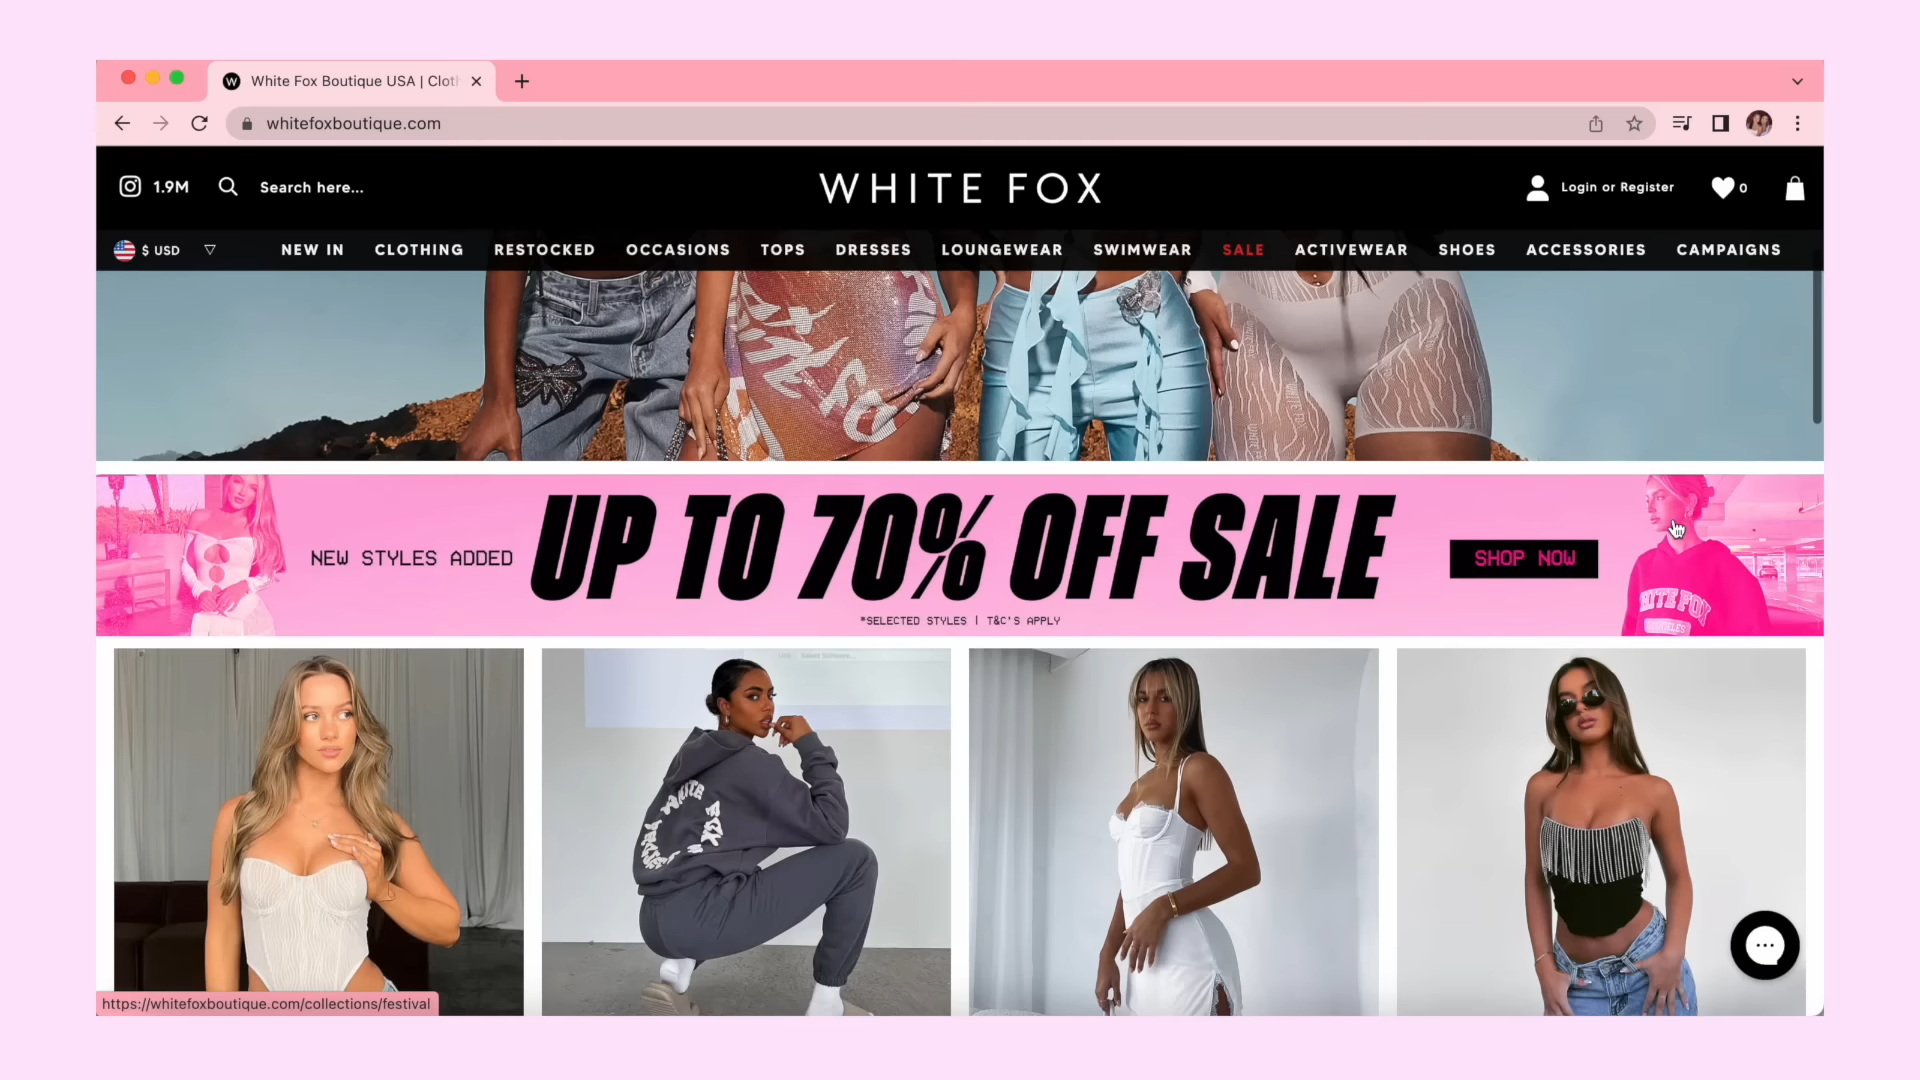 White Fox Boutique USA | Clot
whitefoxboutique.com
1.9M
Search here...
WHITE FOX
Login or Register
0
$ USD
NEW IN
CLOTHING
RESTOCKED
OCCASIONS
TOPS
DRESSES
LOUNGEWEAR
SWIMWEAR
SALE
ACTIVEWEAR
SHOES
ACCESSORIES
CAMPAIGNS
NEW STYLES ADDED
UP TO 70% OFF SALE
*SELECTED STYLES | T&C'S APPLY
SHOP NOW
https://whitefoxboutique.com/collections/festival